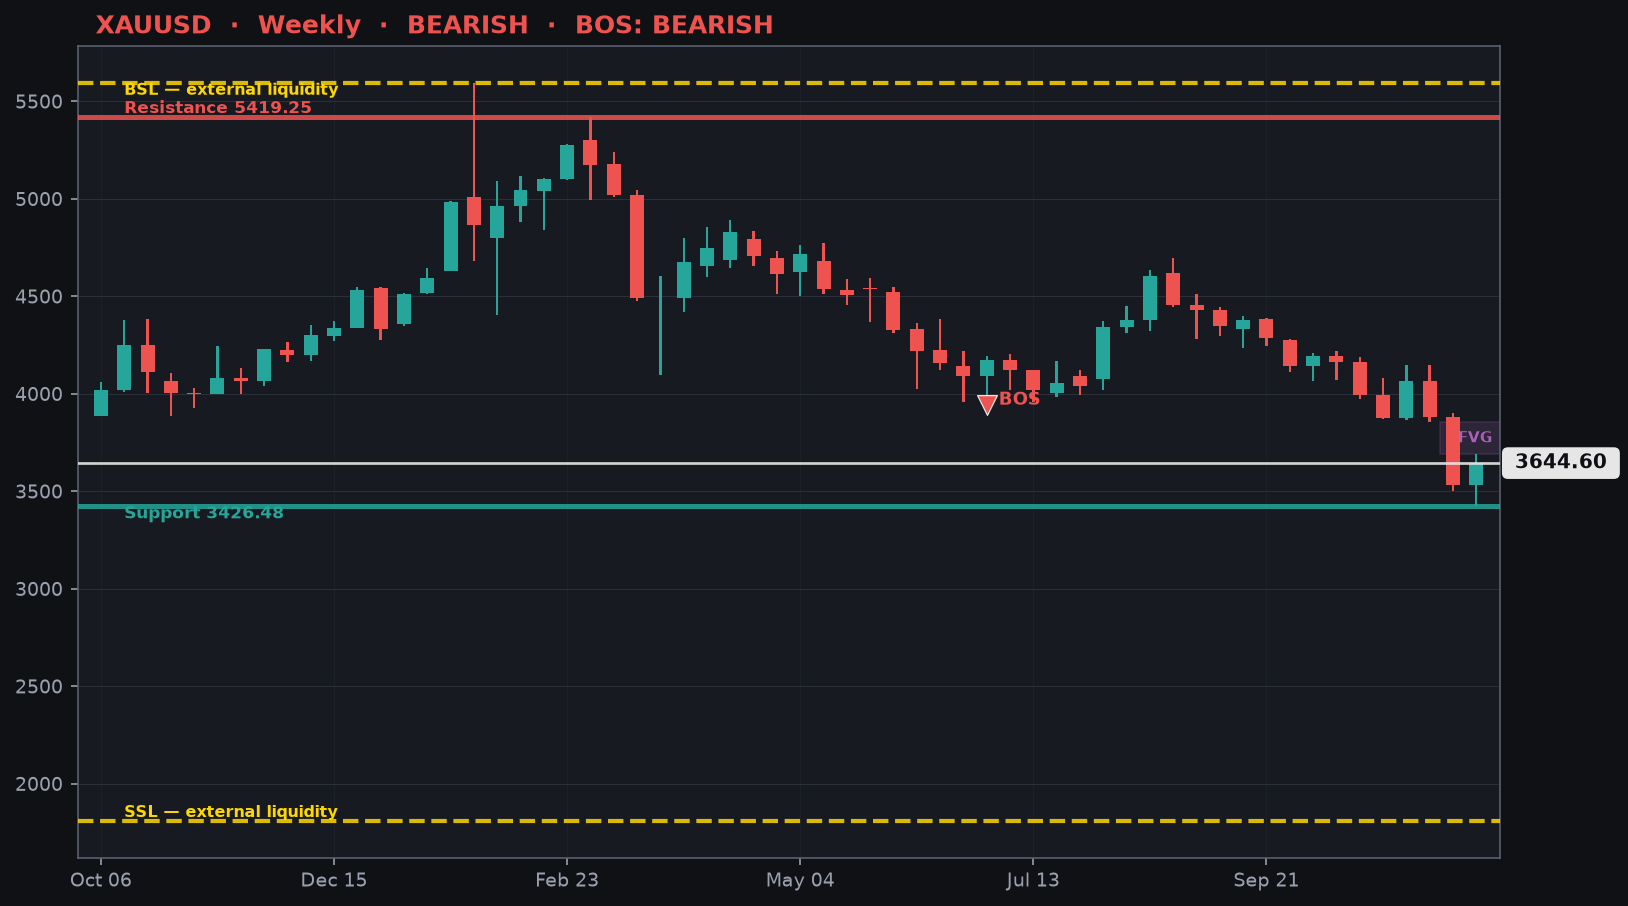 XAUUSD · Weekly · BEARISH · BOS: BEARISH
BSL — external liquidity
5500
Resistance 5419.25
5000
4500
4000
BOS
FVG
3644.60
3500
Support 3426.48
3000
2500
2000
SSL — external liquidity
Oct 06 Dec 15 Feb 23 May 04 Jul 13 Sep 21